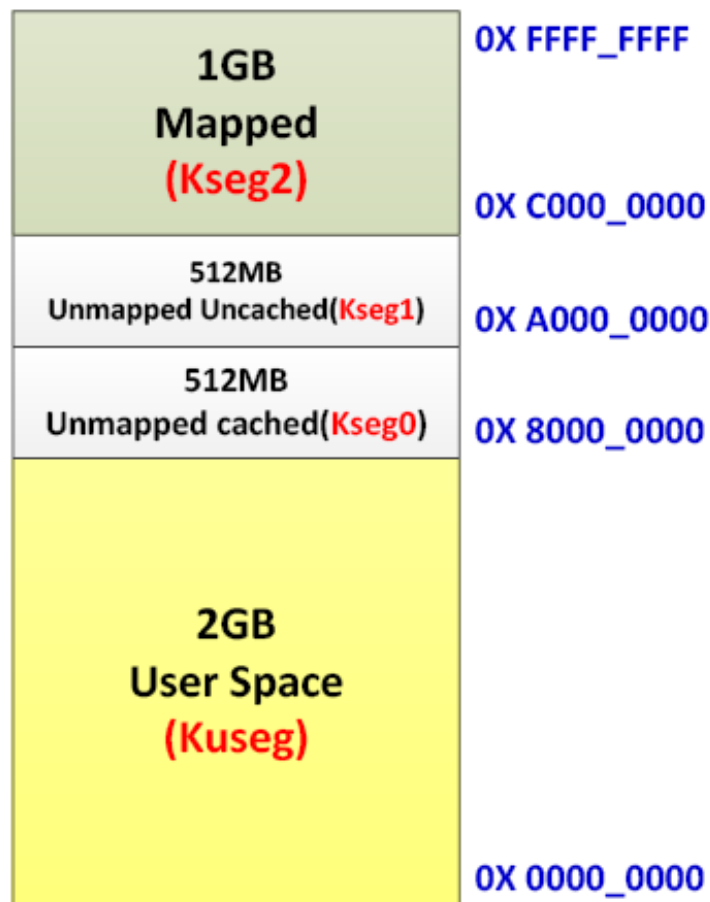 1GB
Mapped
(Kseg2)
0X FFFF_FFFF
0X C000_0000
512MB
Unmapped Uncached(Kseg1)
0X A000_0000
512MB
Unmapped cached(Kseg0)
0X 8000_0000
2GB
User Space
(Kuseg)
0X 0000_0000